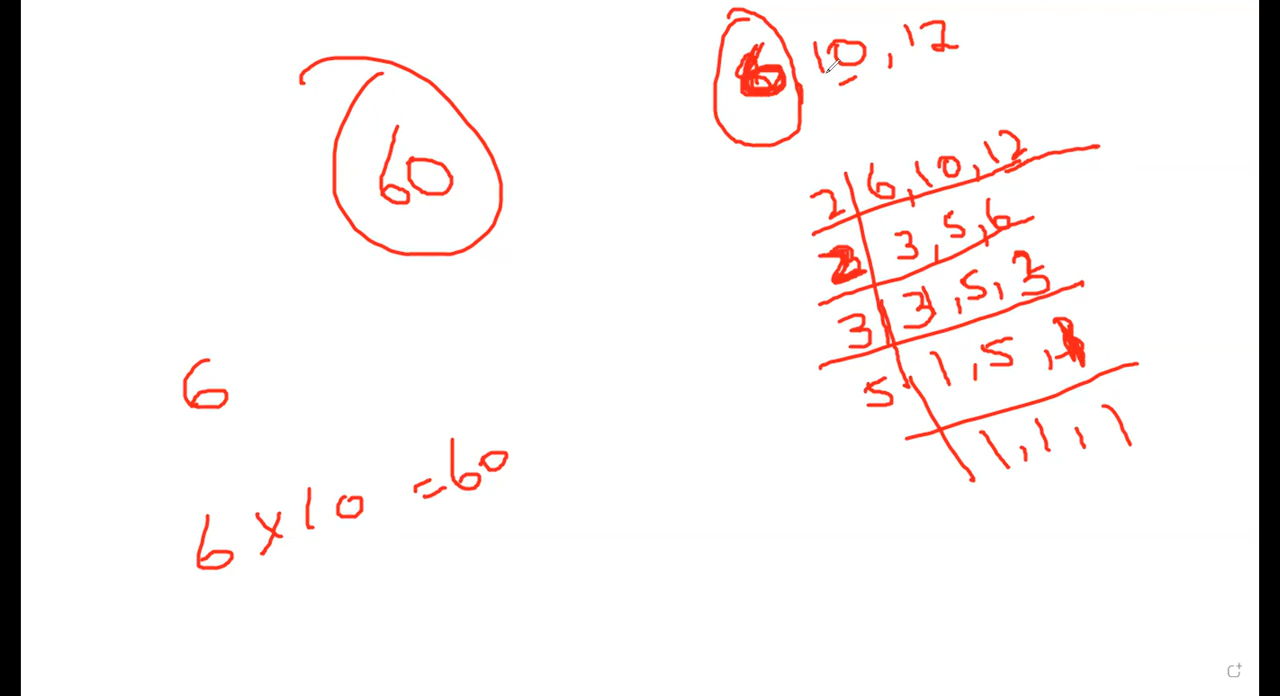 6 10, 12
60
2 6, 10, 12
2 3, 5, 6
3 3, 5, 3
5 1, 5, 1
1, 1, 1
6
6 x 10 = 60